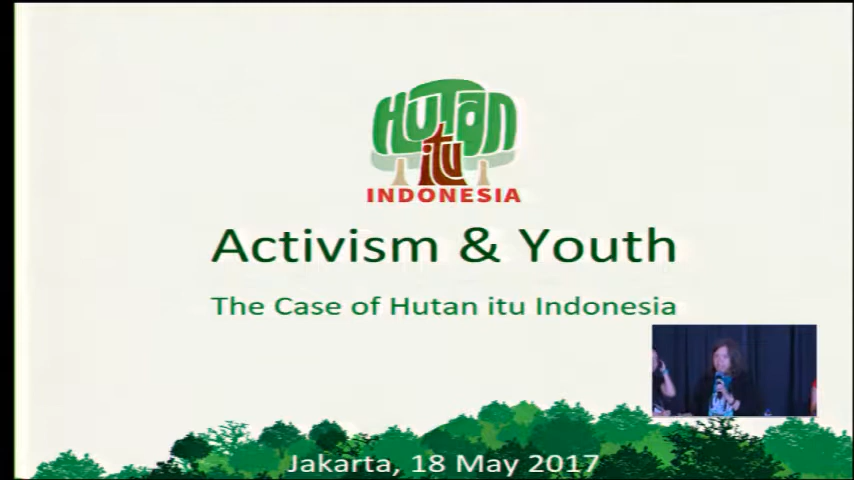 Hutan
itu
INDONESIA
Activism & Youth
The Case of Hutan itu Indonesia
Jakarta, 18 May 2017